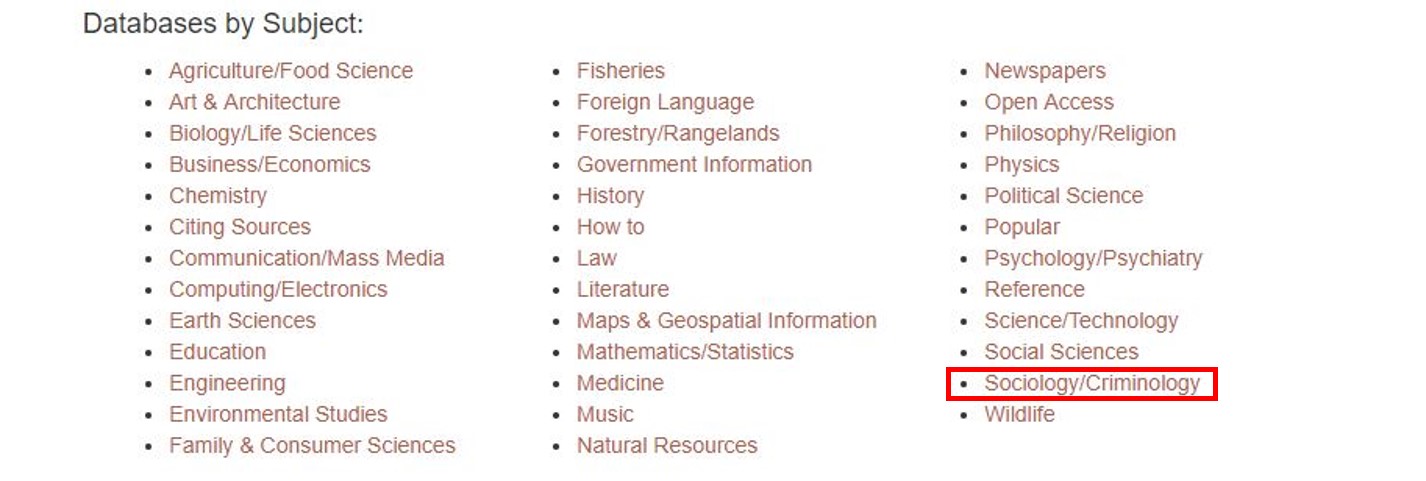 Databases by Subject:
Agriculture/Food Science
Art & Architecture
Biology/Life Sciences
Business/Economics
Chemistry
Citing Sources
Communication/Mass Media
Computing/Electronics
Earth Sciences
Education
Engineering
Environmental Studies
Family & Consumer Sciences
Fisheries
Foreign Language
Forestry/Rangelands
Government Information
History
How to
Law
Literature
Maps & Geospatial Information
Mathematics/Statistics
Medicine
Music
Natural Resources
Newspapers
Open Access
Philosophy/Religion
Physics
Political Science
Popular
Psychology/Psychiatry
Reference
Science/Technology
Social Sciences
Sociology/Criminology
Wildlife